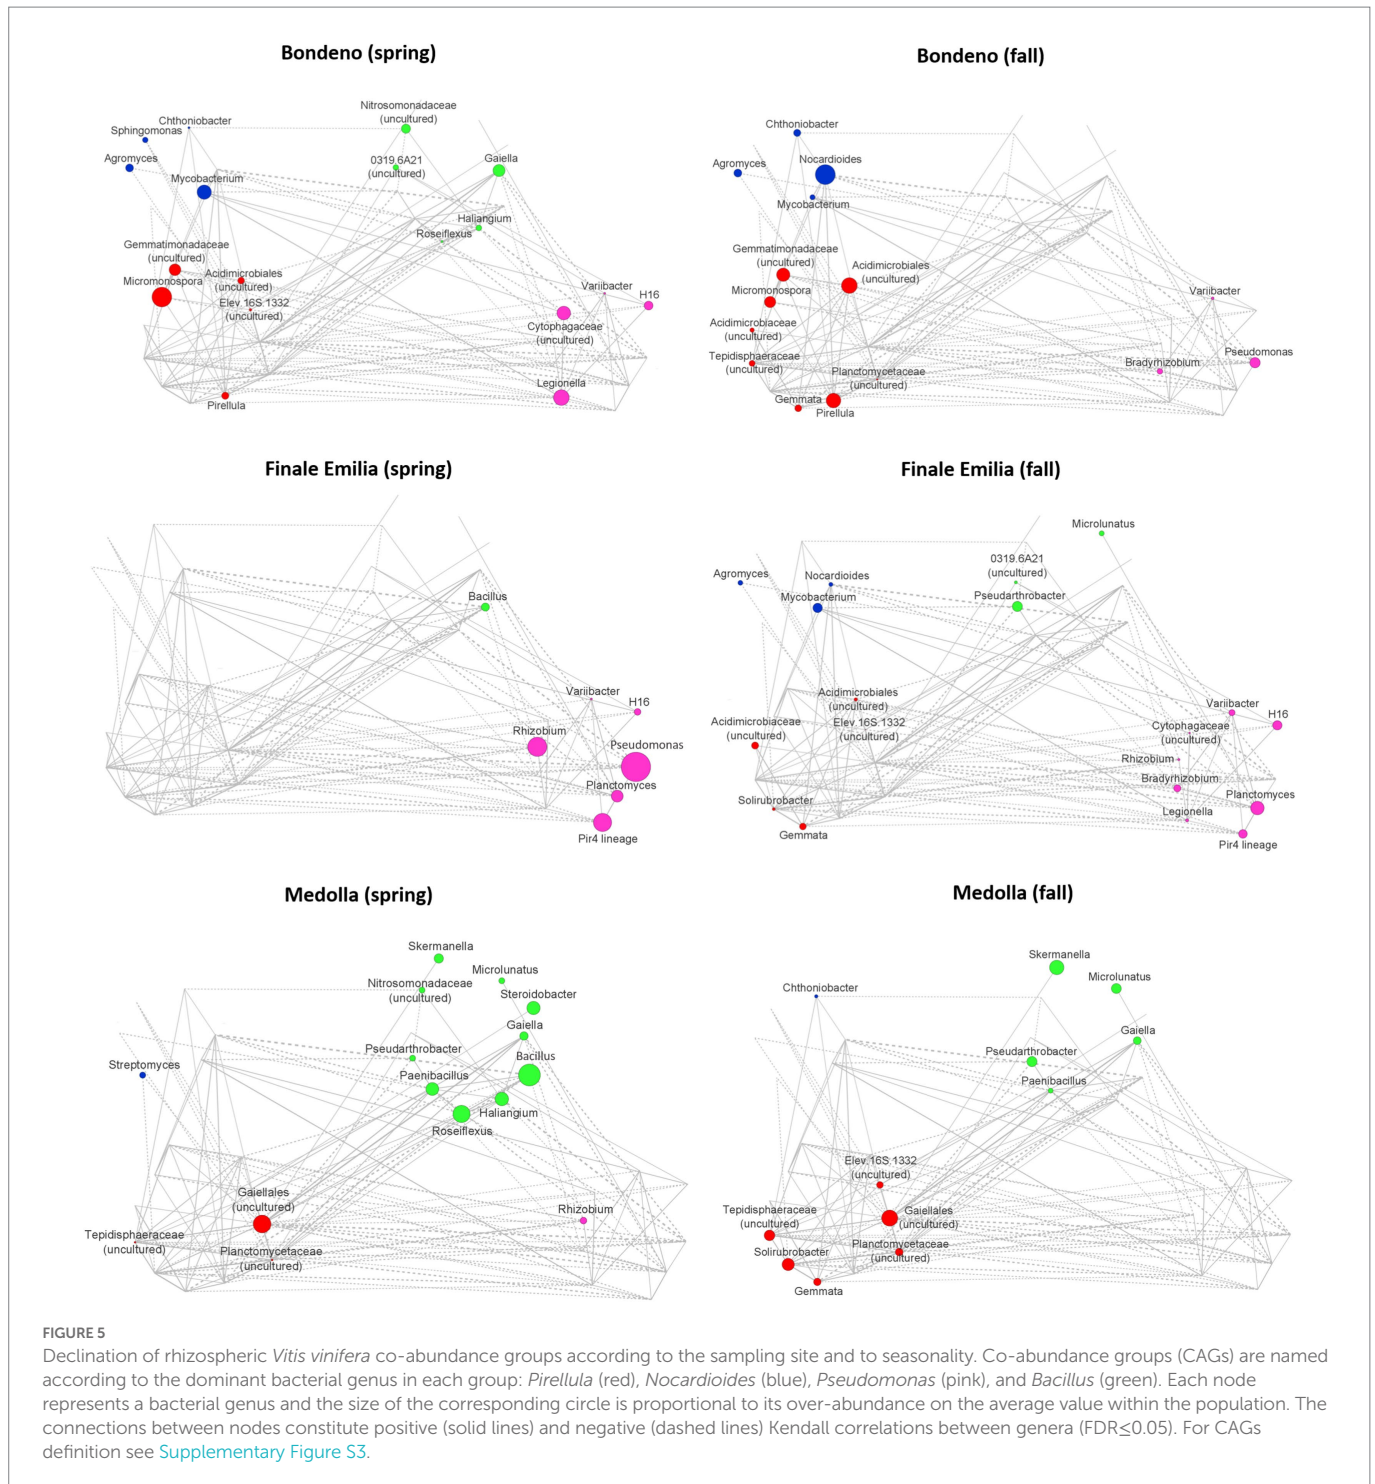 Bondeno (spring)
Nitrosomonadaceae
(uncultured)
Chthoniobacter
Sphingomonas
Agromyces
0319.6A21
(uncultured)
Gaiella
Mycobacterium
Haliangium
Roseiflexus
Gemmatimonadaceae
(uncultured)
Acidimicrobiales
(uncultured)
Micromonospora
Elev.16S.1332
(uncultured)
Variibacter
H16
Cytophagaceae
(uncultured)
Legionella
Pirellula
Bondeno (fall)
Chthoniobacter
Agromyces
Nocardioides
Mycobacterium
Gemmatimonadaceae
(uncultured)
Acidimicrobiales
(uncultured)
Micromonospora
Variibacter
Acidimicrobiaceae
(uncultured)
Tepidisphaeraceae
(uncultured)
Planctomycetaceae
(uncultured)
Bradyrhizobium
Pseudomonas
Gemmata
Pirellula
Finale Emilia (spring)
Bacillus
Variibacter
H16
Rhizobium
Pseudomonas
Planctomyces
Pir4 lineage
Finale Emilia (fall)
Microlunatus
0319.6A21
(uncultured)
Agromyces
Nocardioides
Mycobacterium
Pseudarthrobacter
Acidimicrobiales
(uncultured)
Elev.16S.1332
(uncultured)
Acidimicrobiaceae
(uncultured)
Variibacter
H16
Cytophagaceae
(uncultured)
Rhizobium
Bradyrhizobium
Planctomyces
Solirubrobacter
Legionella
Gemmata
Pir4 lineage
Medolla (spring)
Skermanella
Microlunatus
Nitrosomonadaceae
(uncultured)
Steroidobacter
Gaiella
Pseudarthrobacter
Bacillus
Streptomyces
Paenibacillus
Haliangium
Roseiflexus
Gaiellales
(uncultured)
Rhizobium
Tepidisphaeraceae
(uncultured)
Planctomycetaceae
(uncultured)
Medolla (fall)
Skermanella
Microlunatus
Chthoniobacter
Gaiella
Pseudarthrobacter
Paenibacillus
Elev.16S.1332
(uncultured)
Tepidisphaeraceae
(uncultured)
Gaiellales
(uncultured)
Planctomycetaceae
(uncultured)
Solirubrobacter
Gemmata
FIGURE 5
Declination of rhizospheric Vitis vinifera co-abundance groups according to the sampling site and to seasonality. Co-abundance groups (CAGs) are named
according to the dominant bacterial genus in each group: Pirellula (red), Nocardioides (blue), Pseudomonas (pink), and Bacillus (green). Each node
represents a bacterial genus and the size of the corresponding circle is proportional to its over-abundance on the average value within the population. The
connections between nodes constitute positive (solid lines) and negative (dashed lines) Kendall correlations between genera (FDR≤0.05). For CAGs
definition see Supplementary Figure S3.